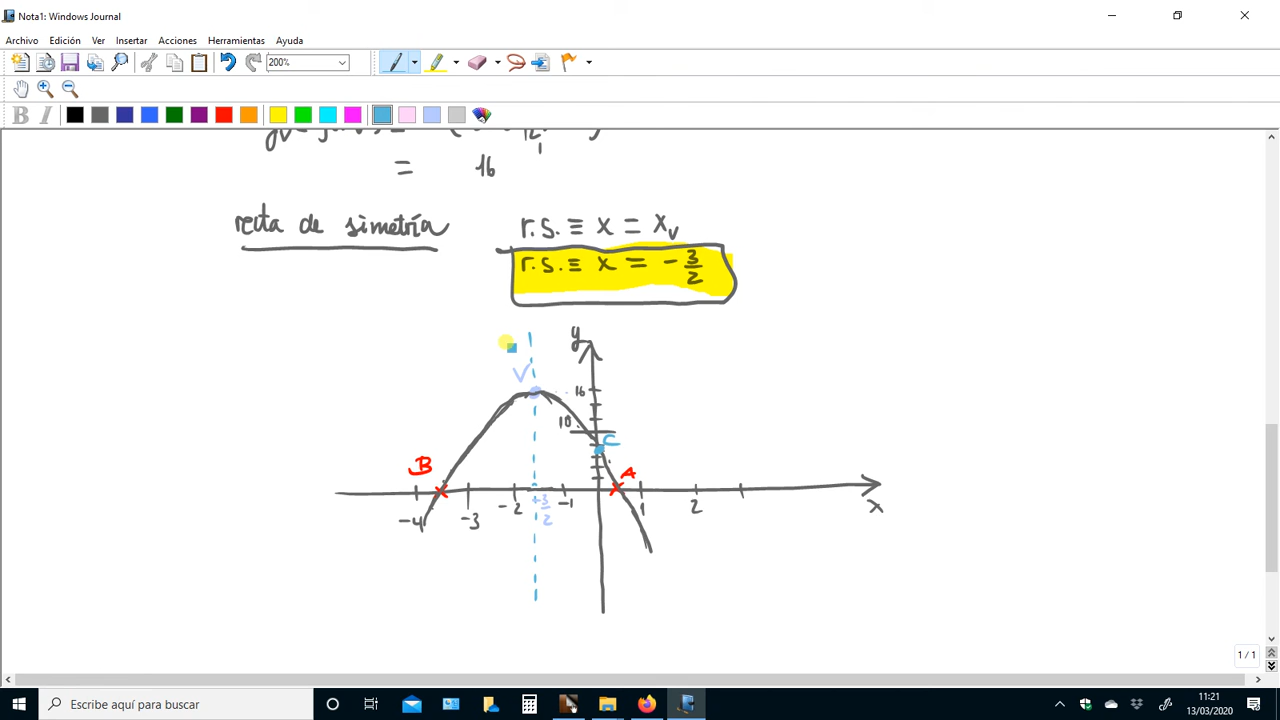 Nota1: Windows Journal
Archivo Edición Ver Insertar Acciones Herramientas Ayuda
200%
B I
= 16
recta de simetría r.s. ≡ x = xv
r.s. ≡ x = - 3/2
y
V
16
10
C
B A
-4 -3 -2 -3/2 -1 1 2 x
1 / 1
Escribe aquí para buscar
11:21
13/03/2020